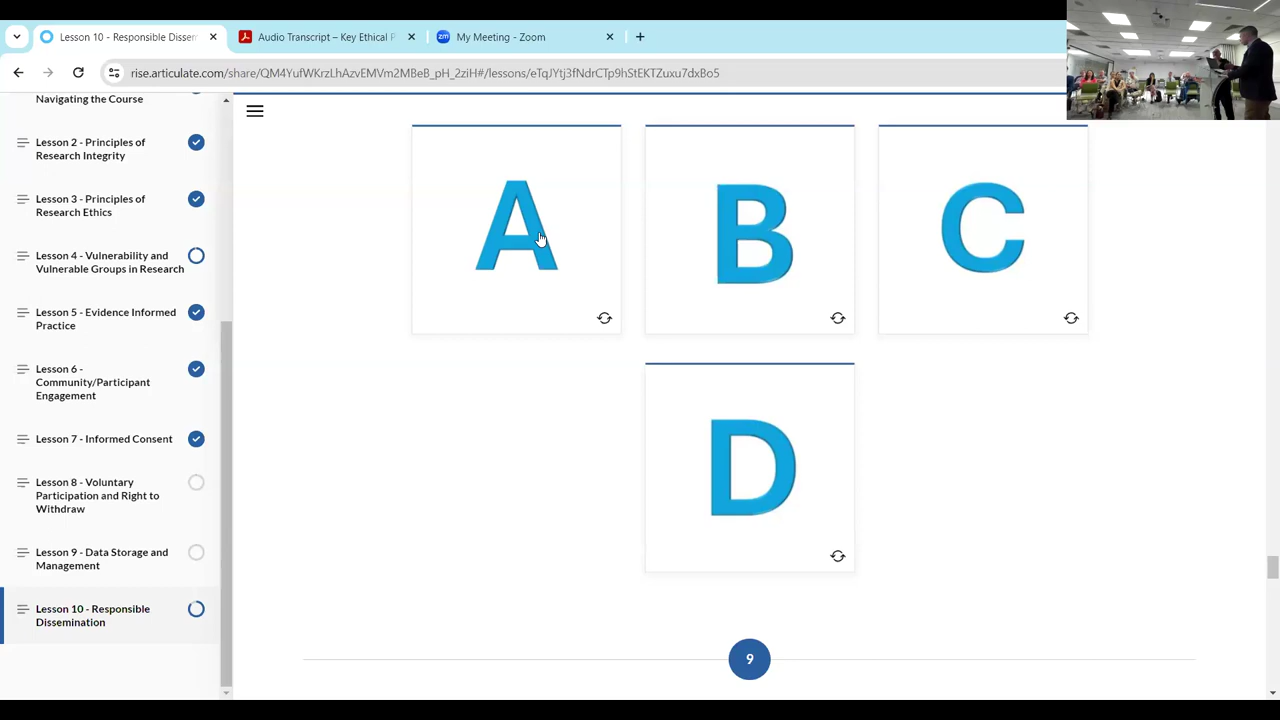 Lesson 10 - Responsible Dissem
Audio Transcript – Key Ethical P
zm
My Meeting - Zoom
rise.articulate.com/share/QM4YufWKrzLhAzvEMVm2MBeB_pH_2ziH#/lessons/eTqJYtj3fNdrCTp9hStEKTZuxu7dxBo5
Navigating the Course
Lesson 2 - Principles of
Research Integrity
Lesson 3 - Principles of
Research Ethics
Lesson 4 - Vulnerability and
Vulnerable Groups in Research
Lesson 5 - Evidence Informed
Practice
Lesson 6 -
Community/Participant
Engagement
Lesson 7 - Informed Consent
Lesson 8 - Voluntary
Participation and Right to
Withdraw
Lesson 9 - Data Storage and
Management
Lesson 10 - Responsible
Dissemination
A
B
C
D
9